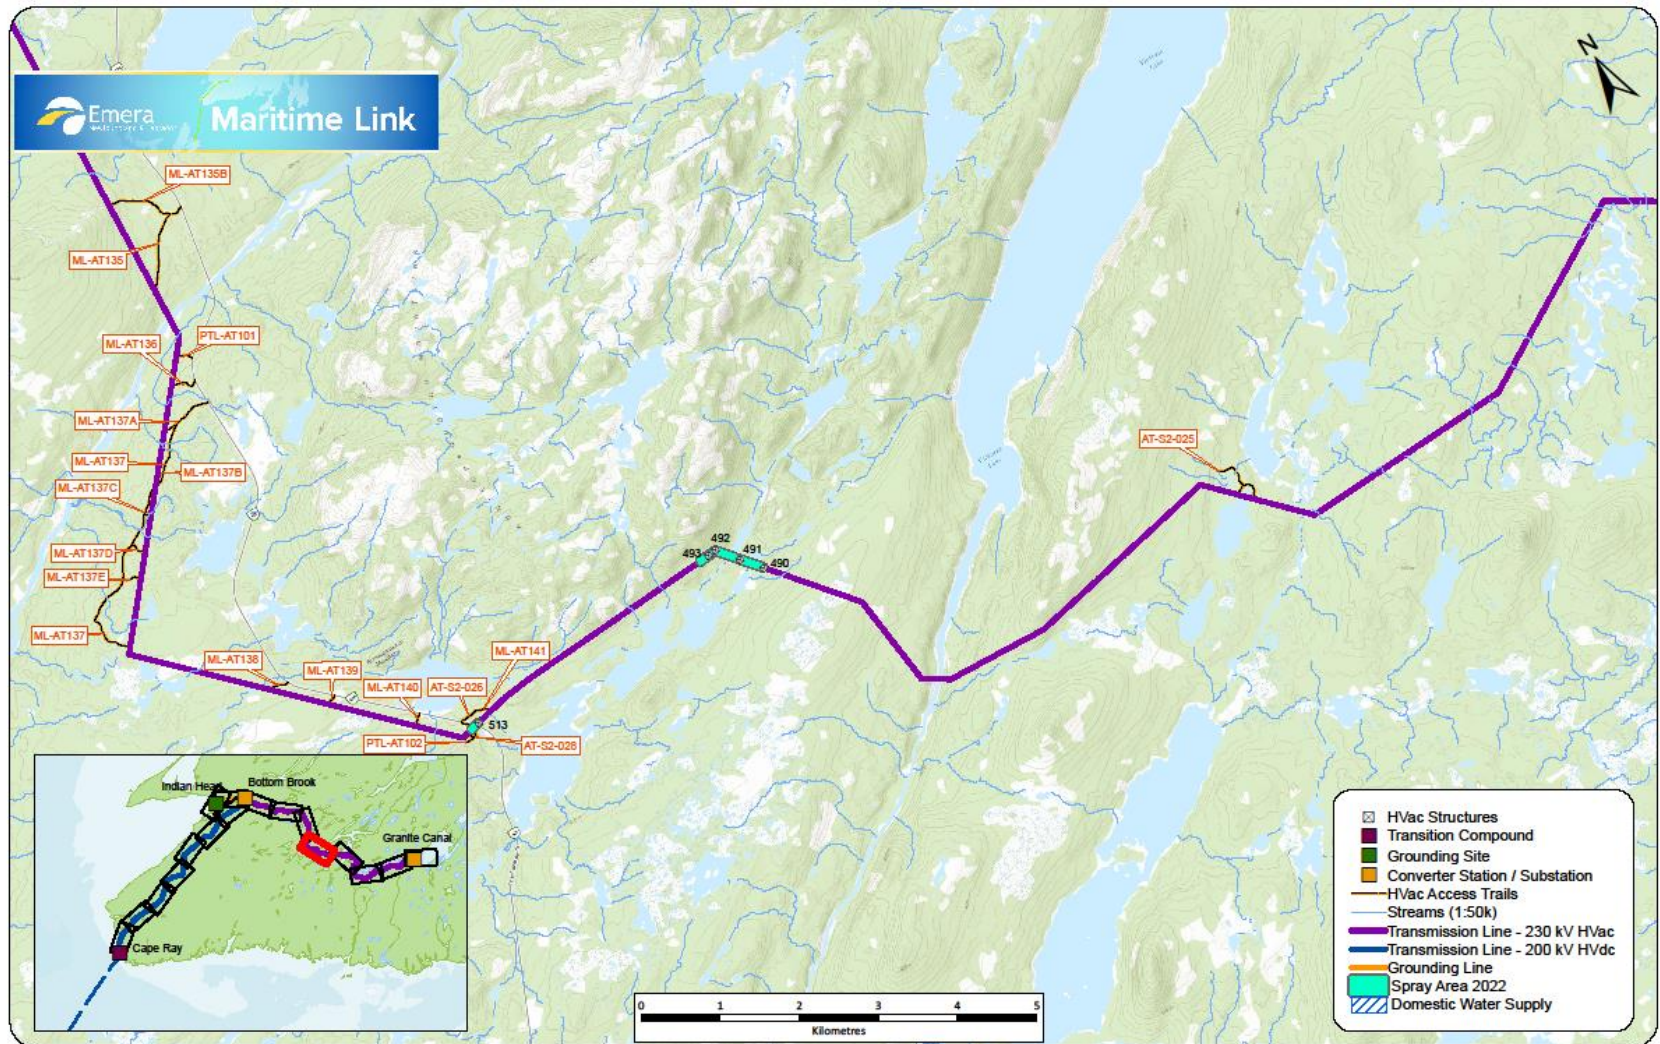 N
Emera
Maritime Link
ML-AT135B
ML-AT135
PTL-AT101
ML-AT136
ML-AT137A
AT-S2-025
ML-AT137
ML-AT137B
ML-AT137C
492
493
491
490
ML-AT137D
ML-AT137E
ML-AT137
ML-AT141
ML-AT138
ML-AT139
ML-AT140
AT-S2-026
513
PTL-AT102
AT-S2-028
Indian Head
Bottom Brook
Granite Canal
Cape Ray
0 1 2 3 4 5
Kilometres
HVac Structures
Transition Compound
Grounding Site
Converter Station / Substation
HVac Access Trails
Streams (1:50k)
Transmission Line - 230 kV HVac
Transmission Line - 200 kV HVdc
Grounding Line
Spray Area 2022
Domestic Water Supply